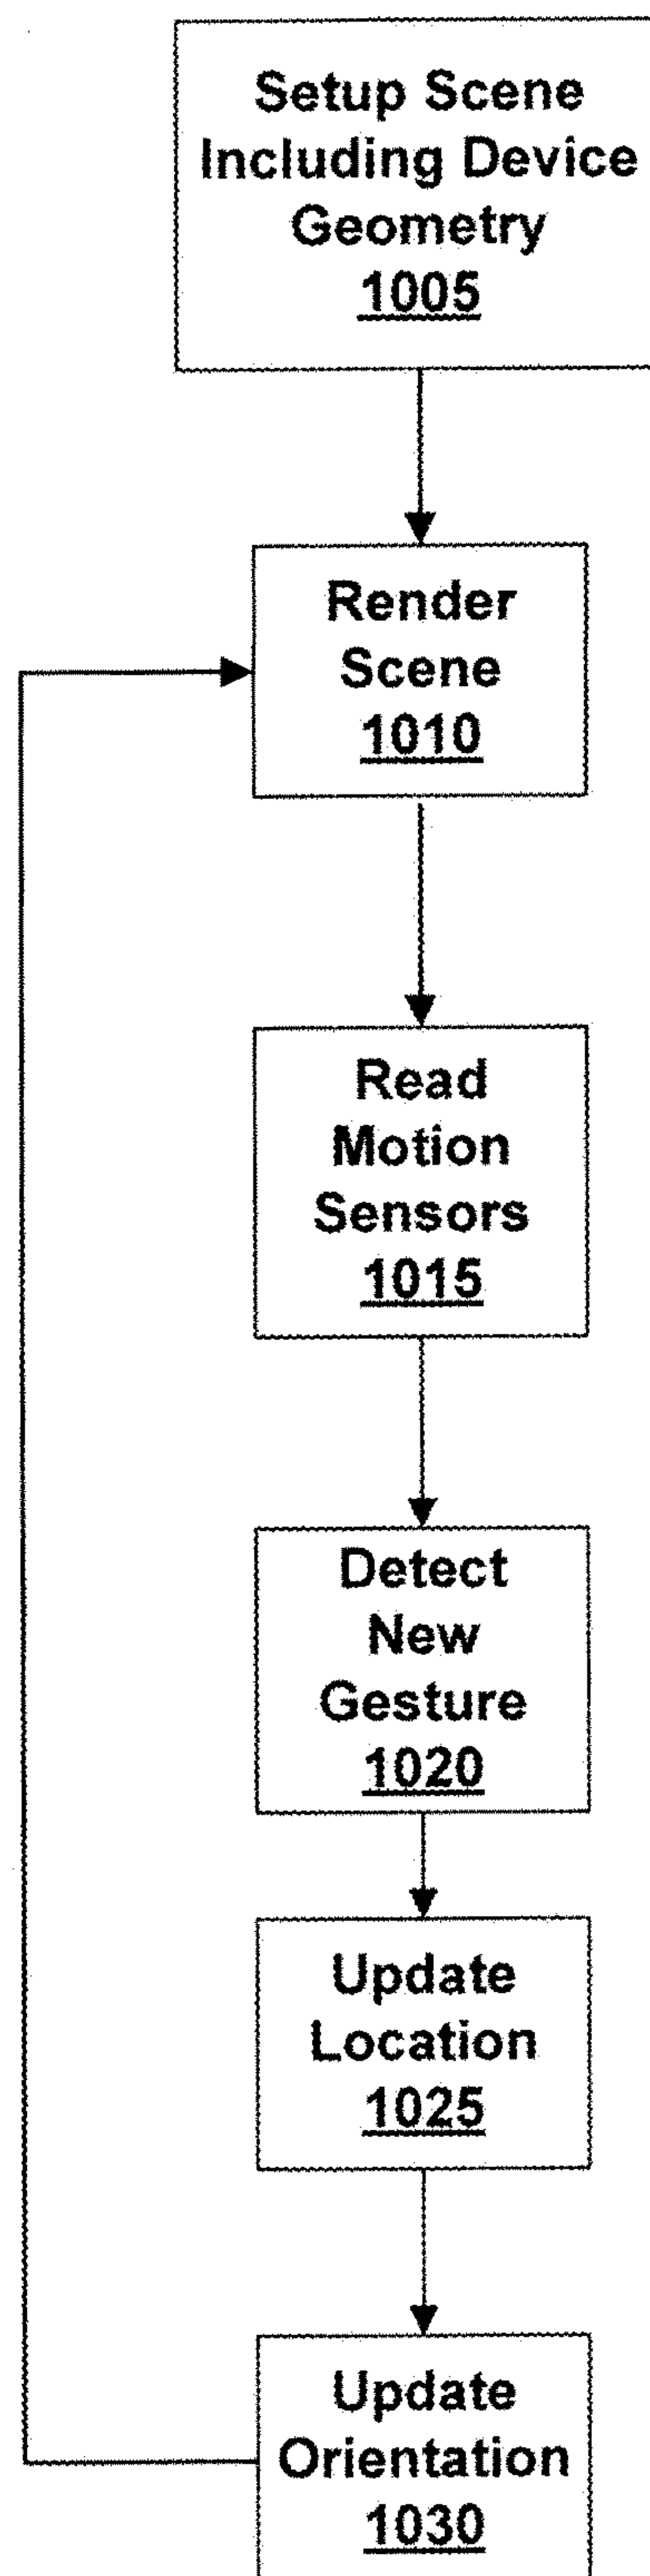 Setup Scene
Including Device
Geometry
1005
Render
Scene
1010
Read
Motion
Sensors
1015
Detect
New
Gesture
1020
Update
Location
1025
Update
Orientation
1030